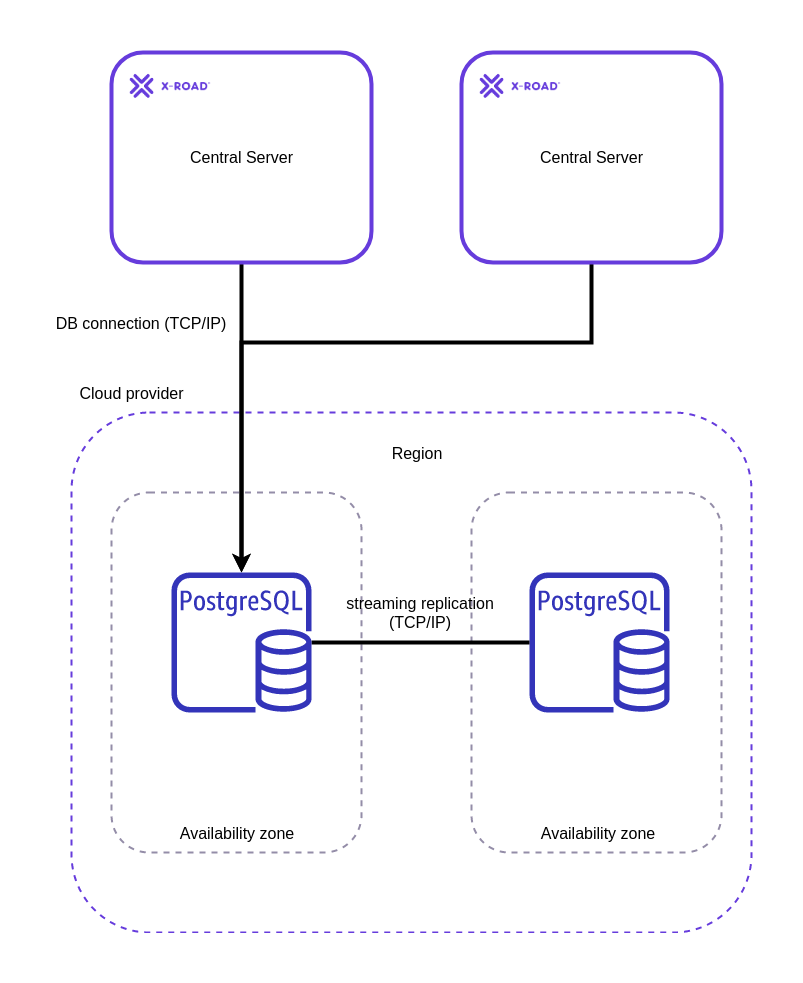 X-ROAD
X-ROAD
Central Server
Central Server
DB connection (TCP/IP)
Cloud provider
Region
PostgreSQL
PostgreSQL
streaming replication
(TCP/IP)
Availability zone
Availability zone